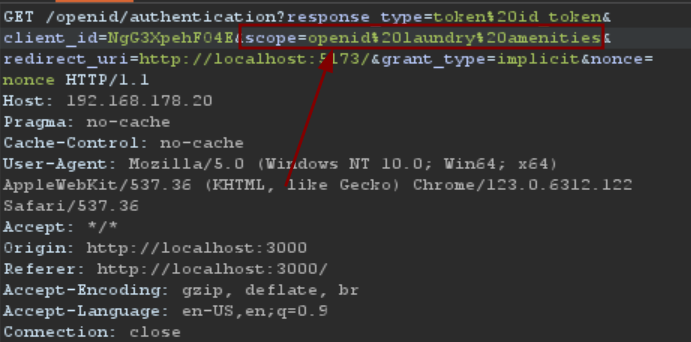 GET /openid/authentication?response_type=token%20id_token&
client_id=NgG3XpehF04E&scope=openid%20laundry%20amenities&
redirect_uri=http://localhost:5173/&grant_type=implicit&nonce=
nonce HTTP/1.1
Host: 192.168.178.20
Pragma: no-cache
Cache-Control: no-cache
User-Agent: Mozilla/5.0 (Windows NT 10.0; Win64; x64)
AppleWebKit/537.36 (KHTML, like Gecko) Chrome/123.0.6312.122
Safari/537.36
Accept: */*
Origin: http://localhost:3000
Referer: http://localhost:3000/
Accept-Encoding: gzip, deflate, br
Accept-Language: en-US,en;q=0.9
Connection: close